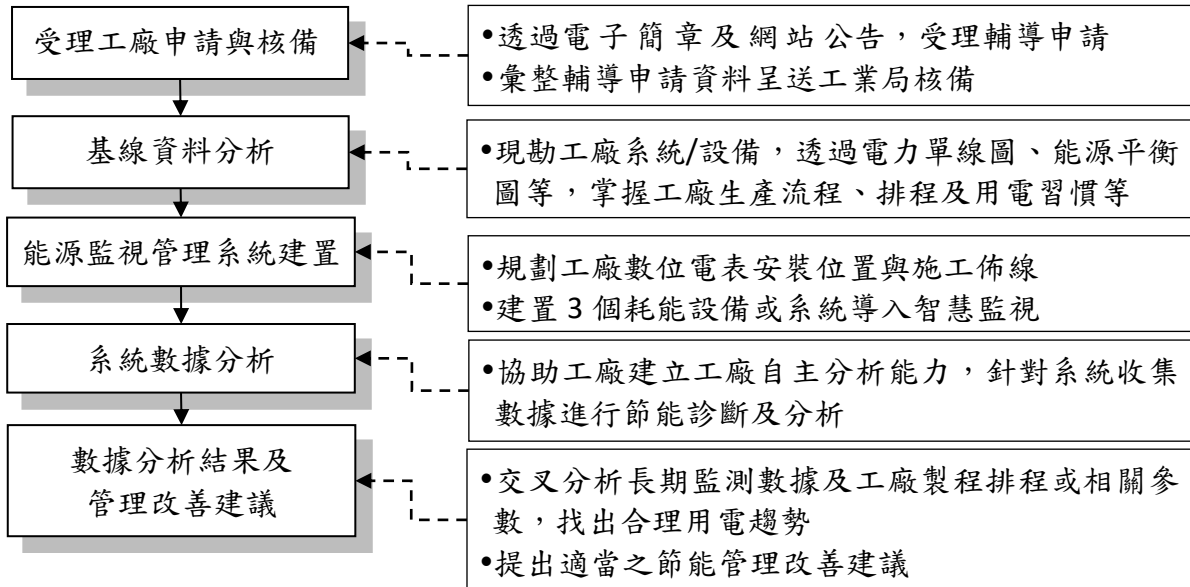 受理工廠申請與核備
•透過電子簡章及網站公告，受理輔導申請
•彙整輔導申請資料呈送工業局核備
基線資料分析
•現勘工廠系統/設備，透過電力單線圖、能源平衡
圖等，掌握工廠生產流程、排程及用電習慣等
能源監視管理系統建置
•規劃工廠數位電表安裝位置與施工佈線
•建置 3 個耗能設備或系統導入智慧監視
系統數據分析
•協助工廠建立工廠自主分析能力，針對系統收集
數據進行節能診斷及分析
數據分析結果及
管理改善建議
•交叉分析長期監測數據及工廠製程排程或相關參
數，找出合理用電趨勢
•提出適當之節能管理改善建議